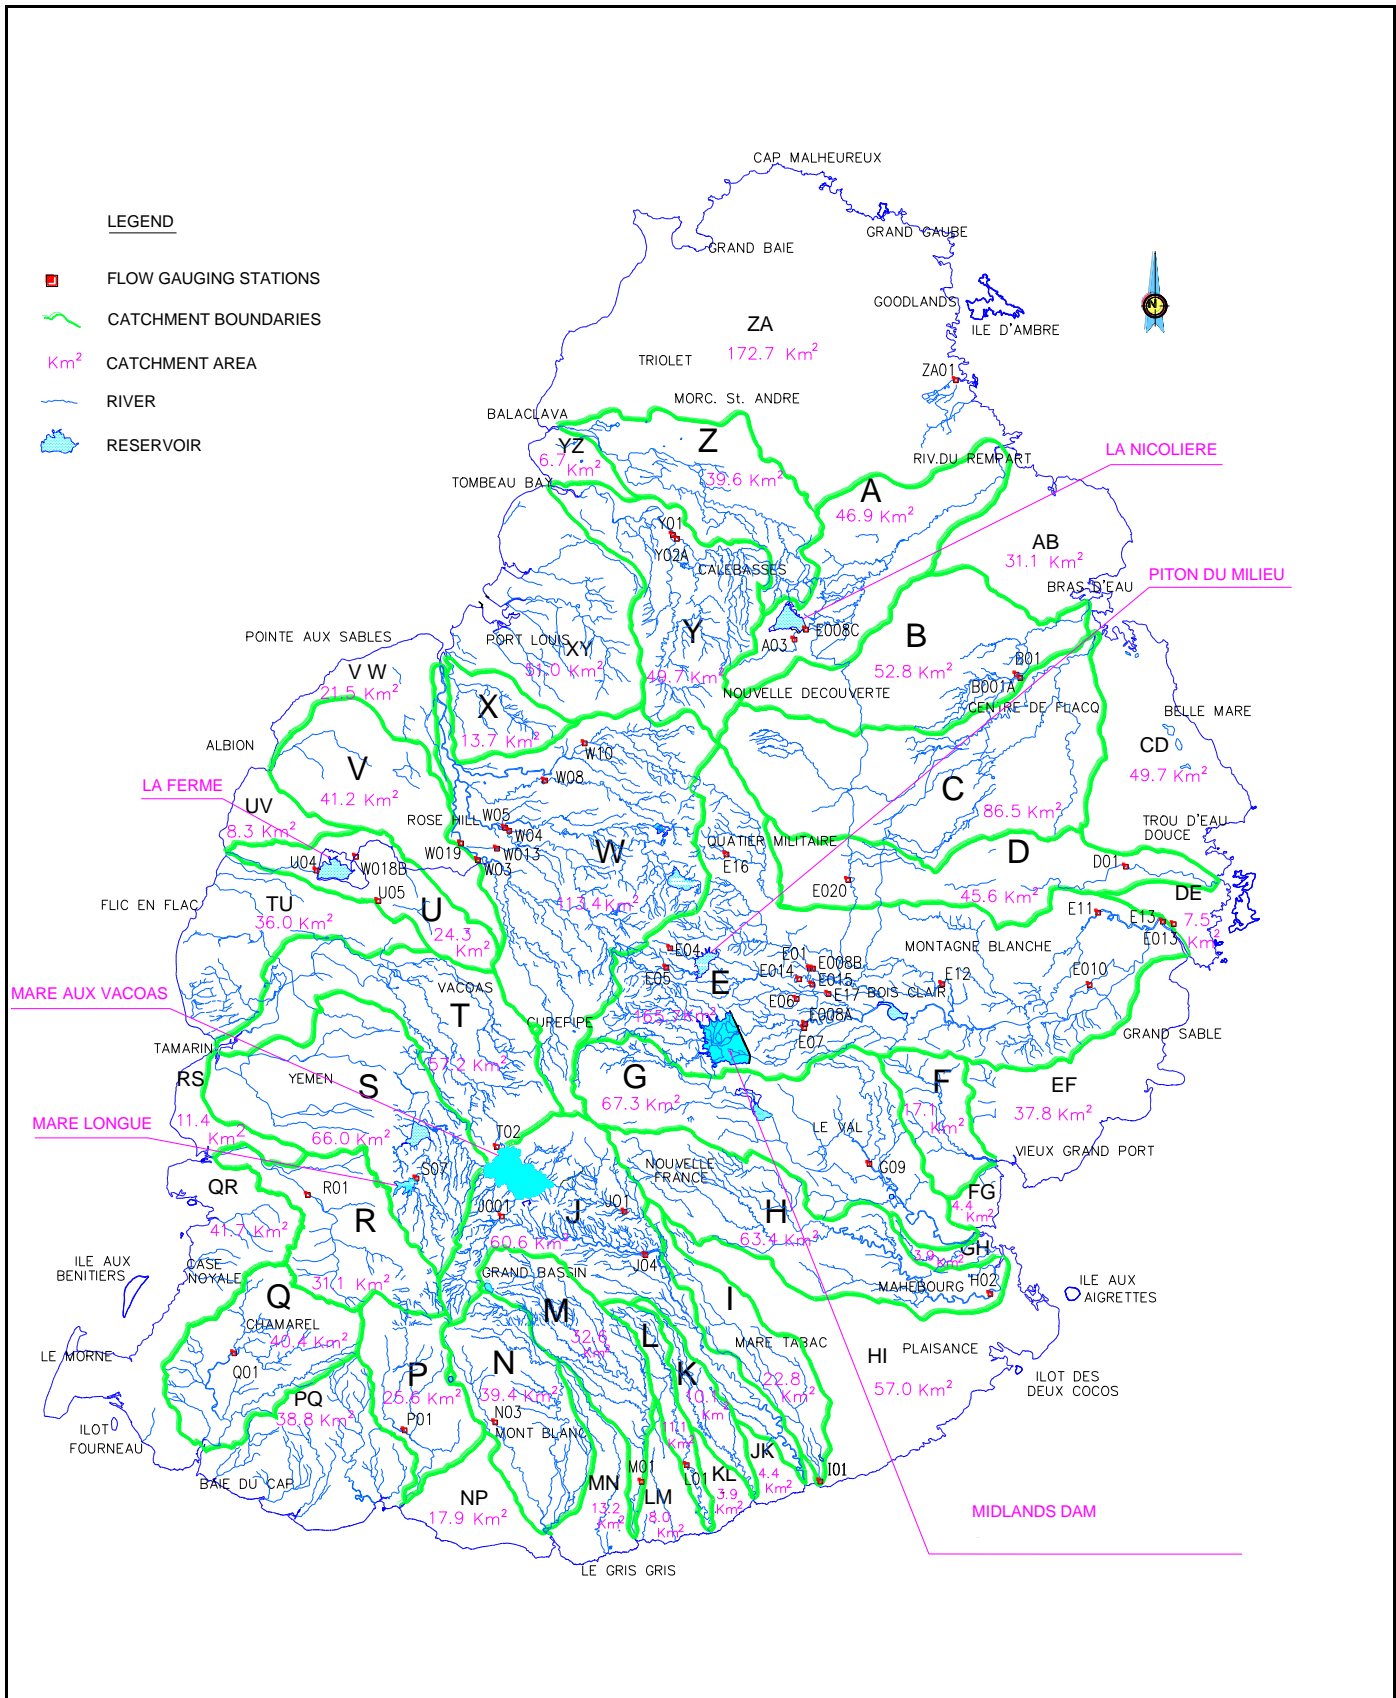 CAP MALHEUREUX
LEGEND
GRAND GAUBE
GRAND BAIE
FLOW GAUGING STATIONS
GOODLANDS
N
CATCHMENT BOUNDARIES
ZA
ILE D'AMBRE
172.7 Km²
Km² CATCHMENT AREA
TRIOLET
ZA01
RIVER
MORC. St. ANDRE
BALACLAVA
RESERVOIR
YZ
Z
LA NICOLIERE
6.7 Km²
RIV.DU REMPART
39.6 Km²
TOMBEAU BAY
A
46.9 Km²
Y01
Y02A
AB
31.1 Km²
CALEBASSES
PITON DU MILIEU
BRAS D'EAU
POINTE AUX SABLES
PORT LOUIS
XY
51.0 Km²
Y
49.7 Km²
E008C
A03
B
52.8 Km²
V W
21.5 Km²
B01
B001A
NOUVELLE DECOUVERTE
CENTRE DE FLACQ
BELLE MARE
X
13.7 Km²
W10
ALBION
CD
49.7 Km²
V
41.2 Km²
W08
LA FERME
C
86.5 Km²
UV
8.3 Km²
ROSE HILL
W05
W04
TROU D'EAU
DOUCE
W019
W013
W03
W
QUATIER MILITAIRE
E16
D
D01
U04
W018B
E020
45.6 Km²
U05
FLIC EN FLAC
TU
36.0 Km²
U
24.3
Km²
113.4 Km²
DE
7.5
Km²
E11
E13
E013
E04
MONTAGNE BLANCHE
E05
E
E01
E008B
E014
E015
E12
E010
MARE AUX VACOAS
VACOAS
E17
BOIS CLAIR
E06
165.7 Km²
T
CUREPIPE
E008A
E07
GRAND SABLE
TAMARIN
57.2 Km²
RS
YEMEN
S
G
67.3 Km²
F
EF
37.8 Km²
11.4
Km²
17.1
Km²
MARE LONGUE
66.0 Km²
LE VAL
T02
VIEUX GRAND PORT
NOUVELLE
FRANCE
G09
QR
R01
S07
FG
4.4
Km²
41.7 Km²
R
J001
J
J01
H
60.6 Km²
63.4 Km²
GH
3.9
Km²
CASE
NOYALE
J04
ILE AUX
BENITIERS
31.1 Km²
GRAND BASSIN
MAHEBOURG
H02
ILE AUX
AIGRETTES
Q
CHAMAREL
40.4 Km²
M
32.6
Km²
I
L
MARE TABAC
LE MORNE
Q01
P
25.6 Km²
N
39.4 Km²
K
10.1
Km²
22.8
Km²
HI
57.0 Km²
PLAISANCE
ILOT DES
DEUX COCOS
PQ
38.8 Km²
P01
N03
MONT BLANC
11.1
Km²
ILOT
FOURNEAU
JK
4.4
Km²
BAIE DU CAP
M01
L01
I01
MN
13.2
Km²
KL
3.9
Km²
NP
17.9 Km²
LM
8.0
Km²
MIDLANDS DAM
LE GRIS GRIS